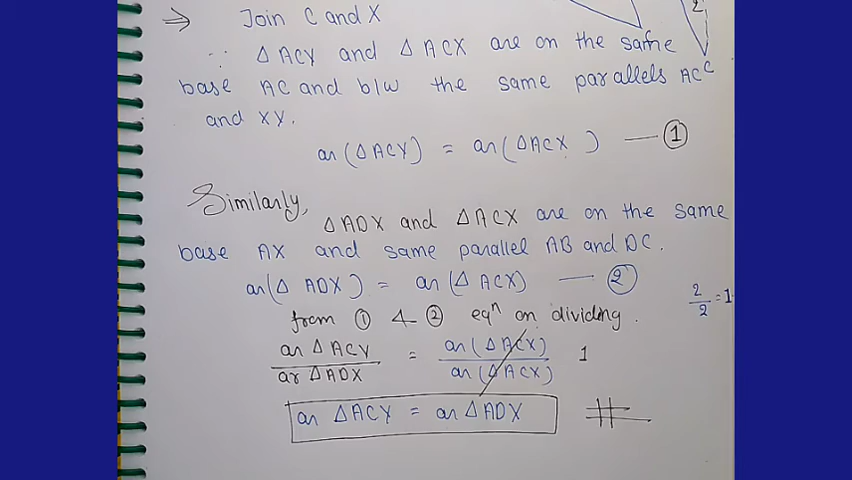 ⇒ Join C and X
∵ △ ACY and △ ACX are on the same
base AC and b/w the same parallels AC
and XY.
ar(△ACY) = ar(△ACX) — ①
Similarly,
△ADX and △ACX are on the same
base AX and same parallel AB and DC.
ar(△ ADX) = ar(△ ACX) — ②
2/2 = 1
from ① & ② eqⁿ on dividing.
ar △ACY / ar △ADX = ar(△ACX) / ar(△ACX) 1
ar △ACY = ar △ADX